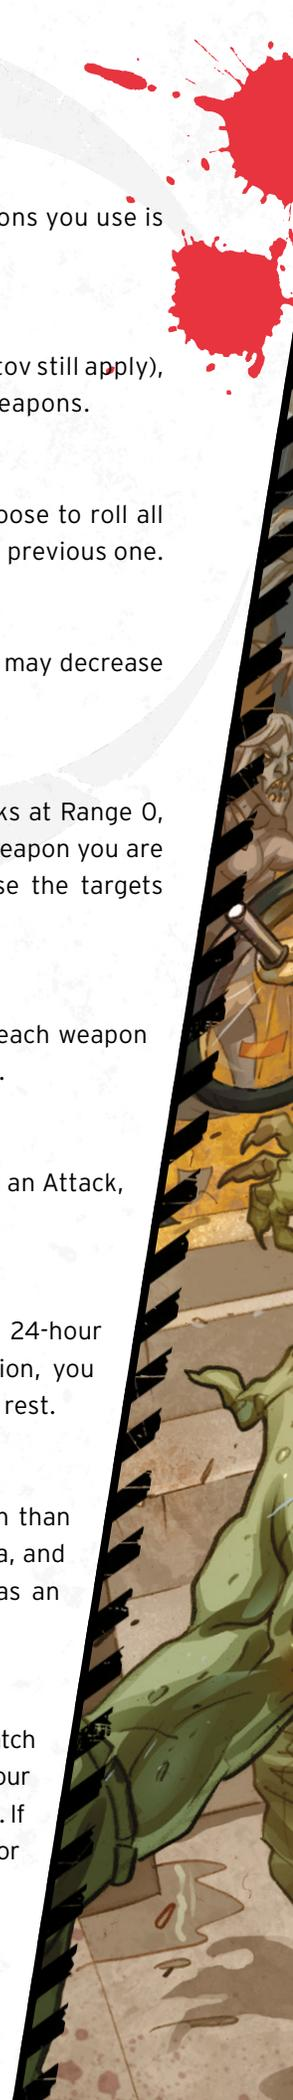 ons you use is
tov still apply),
eapons.
oose to roll all
previous one.
may decrease
ks at Range 0,
eapon you are
se the targets
each weapon
.
an Attack,
24-hour
ion, you
rest.
n than
a, and
as an
atch
our
. If
or